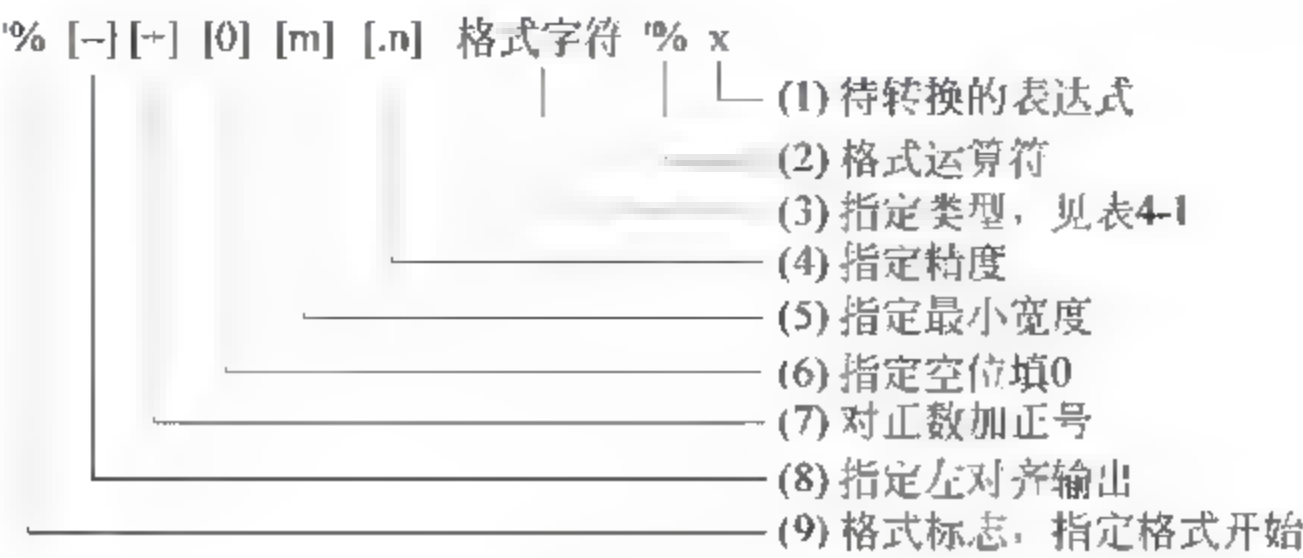 '% [-] [+] [0] [m] [.n] 格式字符 '% x
(1) 待转换的表达式
(2) 格式运算符
(3) 指定类型，见表4-1
(4) 指定精度
(5) 指定最小宽度
(6) 指定空位填0
(7) 对正数加正号
(8) 指定左对齐输出
(9) 格式标志，指定格式开始